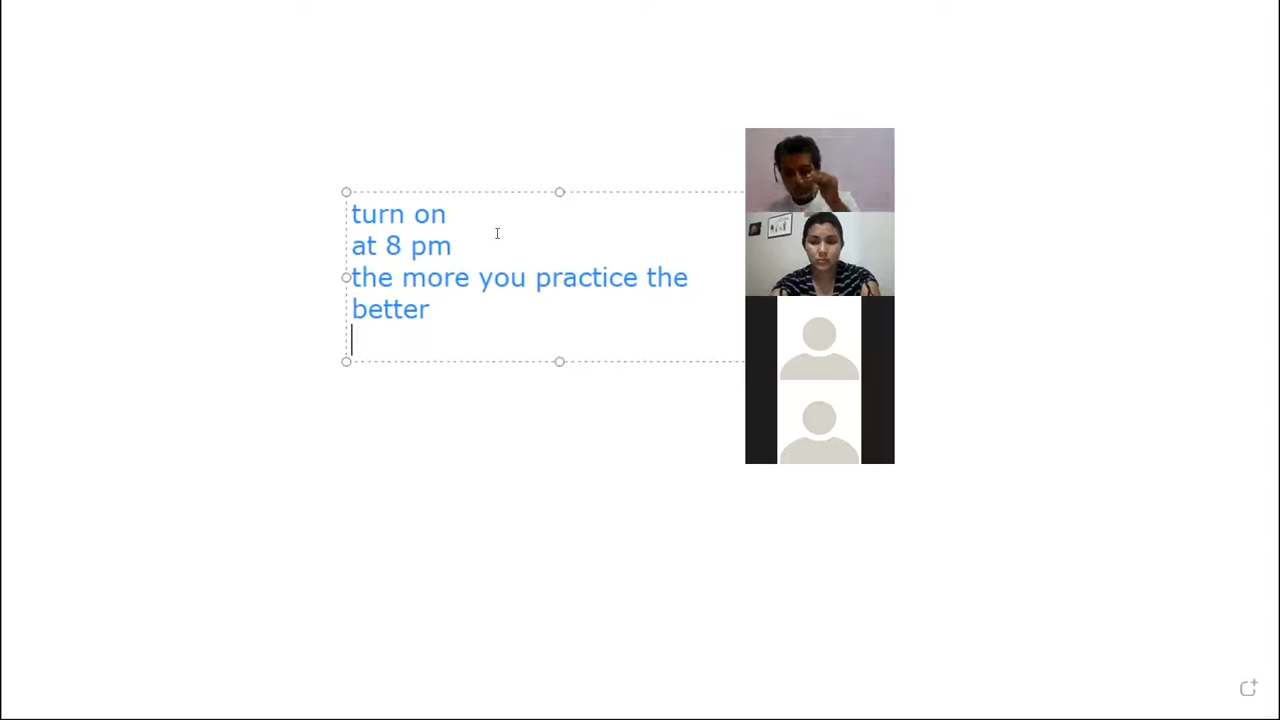 turn on
at 8 pm
the more you practice the
better